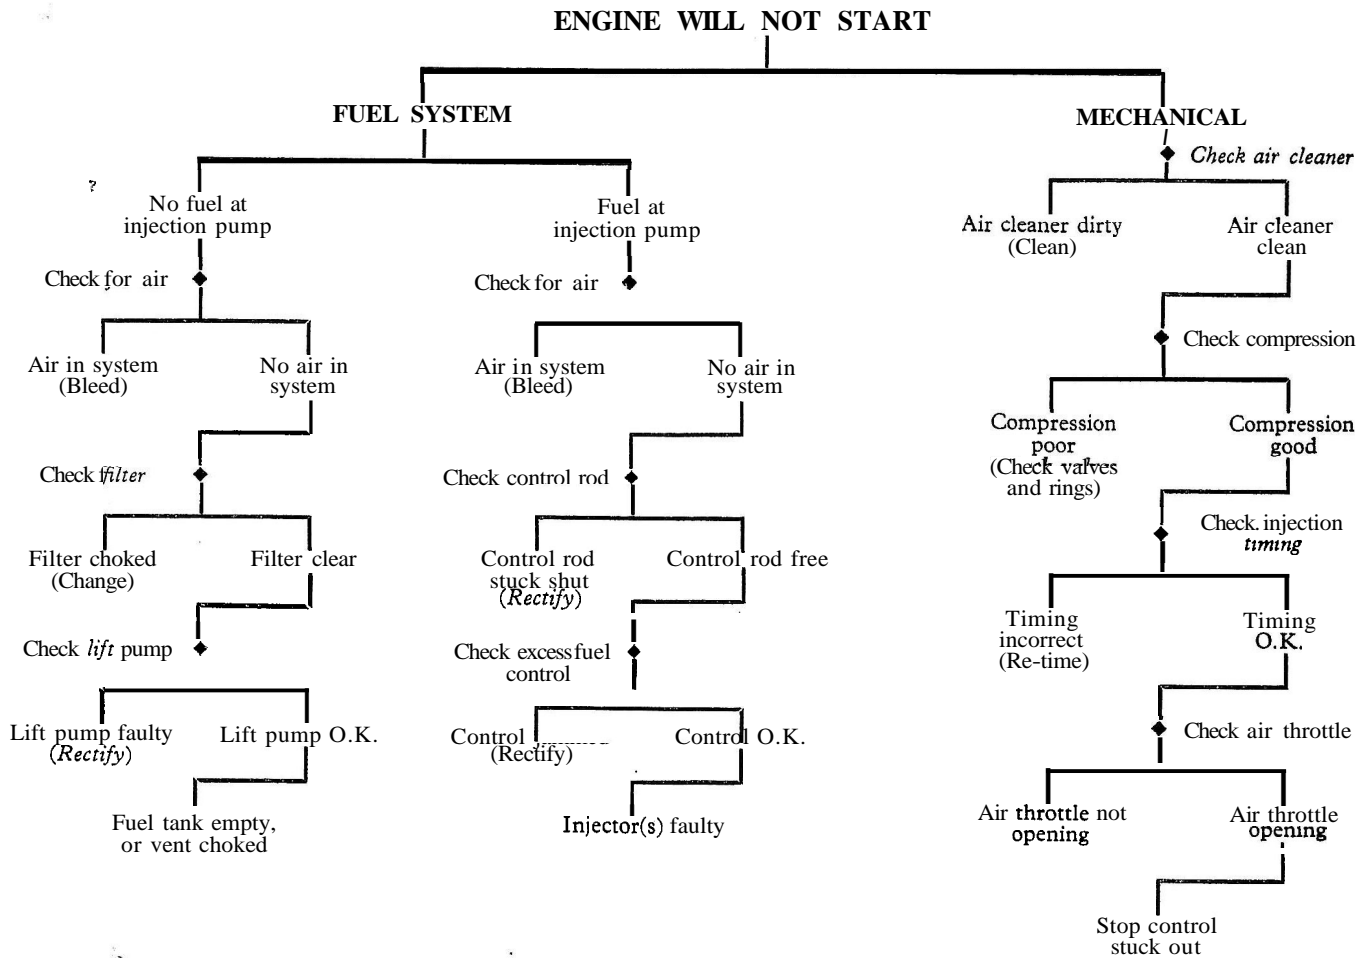 ENGINE WILL NOT START
FUEL SYSTEM
No fuel at
injection pump
Check for air
Air in system
(Bleed)
No air in
system
Check filter
Filter choked
(Change)
Filter clear
Check lift pump
Lift pump faulty
(Rectify)
Lift pump O.K.
Fuel tank empty,
or vent choked
Fuel at
injection pump
Check for air
Air in system
(Bleed)
No air in
system
Check control rod
Control rod
stuck shut
(Rectify)
Control rod free
Check excess fuel
control
Control
(Rectify)
Control O.K.
Injector(s) faulty
MECHANICAL
Check air cleaner
Air cleaner dirty
(Clean)
Air cleaner
clean
Check compression
Compression
poor
(Check valves
and rings)
Compression
good
Check. injection
timing
Timing
incorrect
(Re-time)
Timing
O.K.
Check air throttle
Air throttle not
opening
Air throttle
opening
Stop control
stuck out